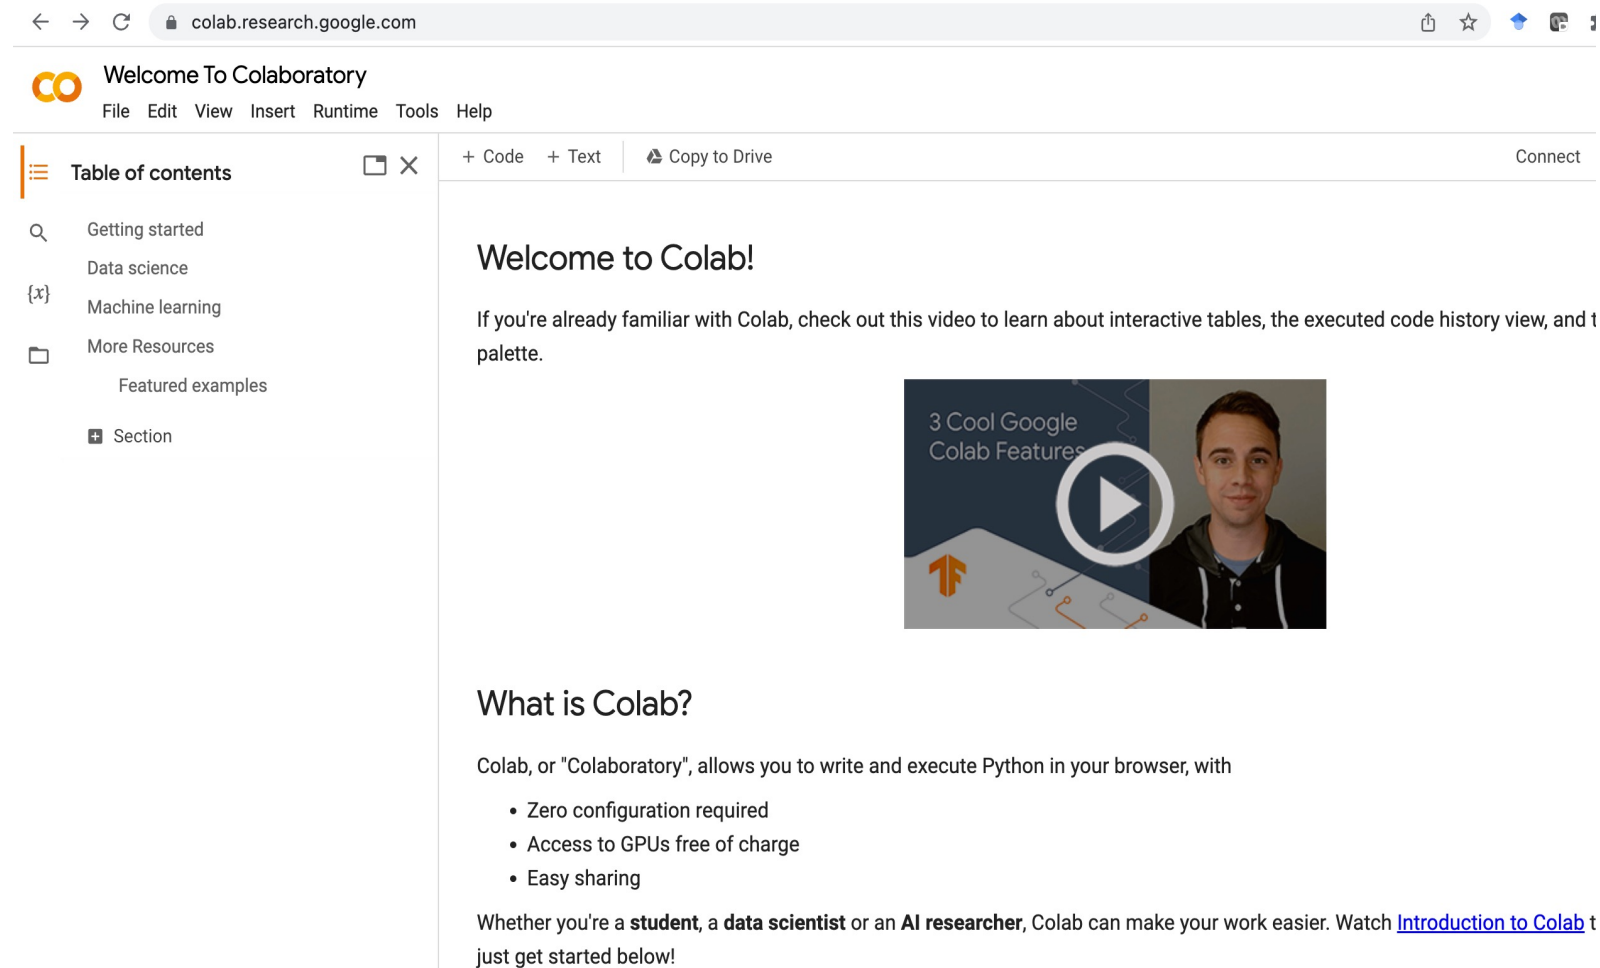 colab.research.google.com
Welcome To Colaboratory
File Edit View Insert Runtime Tools Help
Table of contents
Getting started
Data science
Machine learning
More Resources
Featured examples
Section
+ Code + Text Copy to Drive Connect
Welcome to Colab!
If you're already familiar with Colab, check out this video to learn about interactive tables, the executed code history view, and t
palette.
3 Cool Google
Colab Features
What is Colab?
Colab, or "Colaboratory", allows you to write and execute Python in your browser, with
• Zero configuration required
• Access to GPUs free of charge
• Easy sharing
Whether you're a student, a data scientist or an AI researcher, Colab can make your work easier. Watch Introduction to Colab t
just get started below!